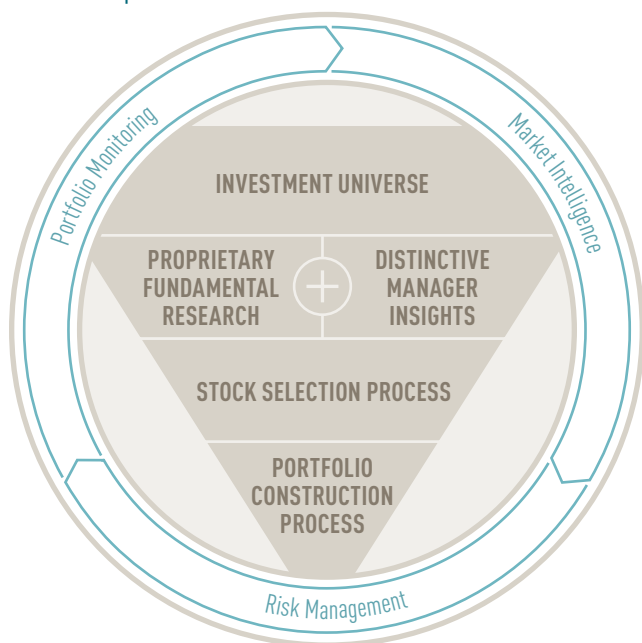 Portfolio Monitoring
Market Intelligence
INVESTMENT UNIVERSE
PROPRIETARY
FUNDAMENTAL
RESEARCH
+
DISTINCTIVE
MANAGER
INSIGHTS
STOCK SELECTION PROCESS
PORTFOLIO
CONSTRUCTION
PROCESS
Risk Management